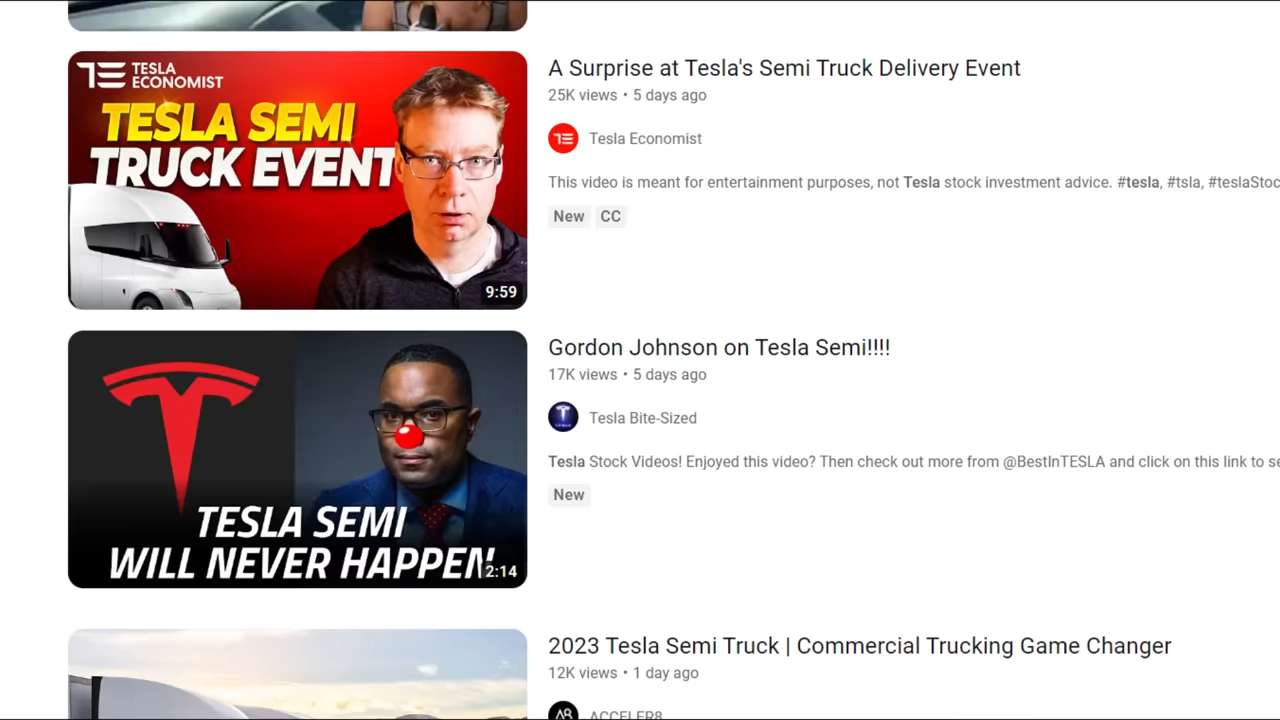 TESLA
ECONOMIST
TESLA SEMI
TRUCK EVENT
9:59
A Surprise at Tesla's Semi Truck Delivery Event
25K views • 5 days ago
Tesla Economist
This video is meant for entertainment purposes, not Tesla stock investment advice. #tesla, #tsla, #teslaStoc
New CC
TESLA SEMI
WILL NEVER HAPPEN
2:14
Gordon Johnson on Tesla Semi!!!!
17K views • 5 days ago
Tesla Bite-Sized
Tesla Stock Videos! Enjoyed this video? Then check out more from @BestInTESLA and click on this link to se
New
2023 Tesla Semi Truck | Commercial Trucking Game Changer
12K views • 1 day ago
ACCELER8